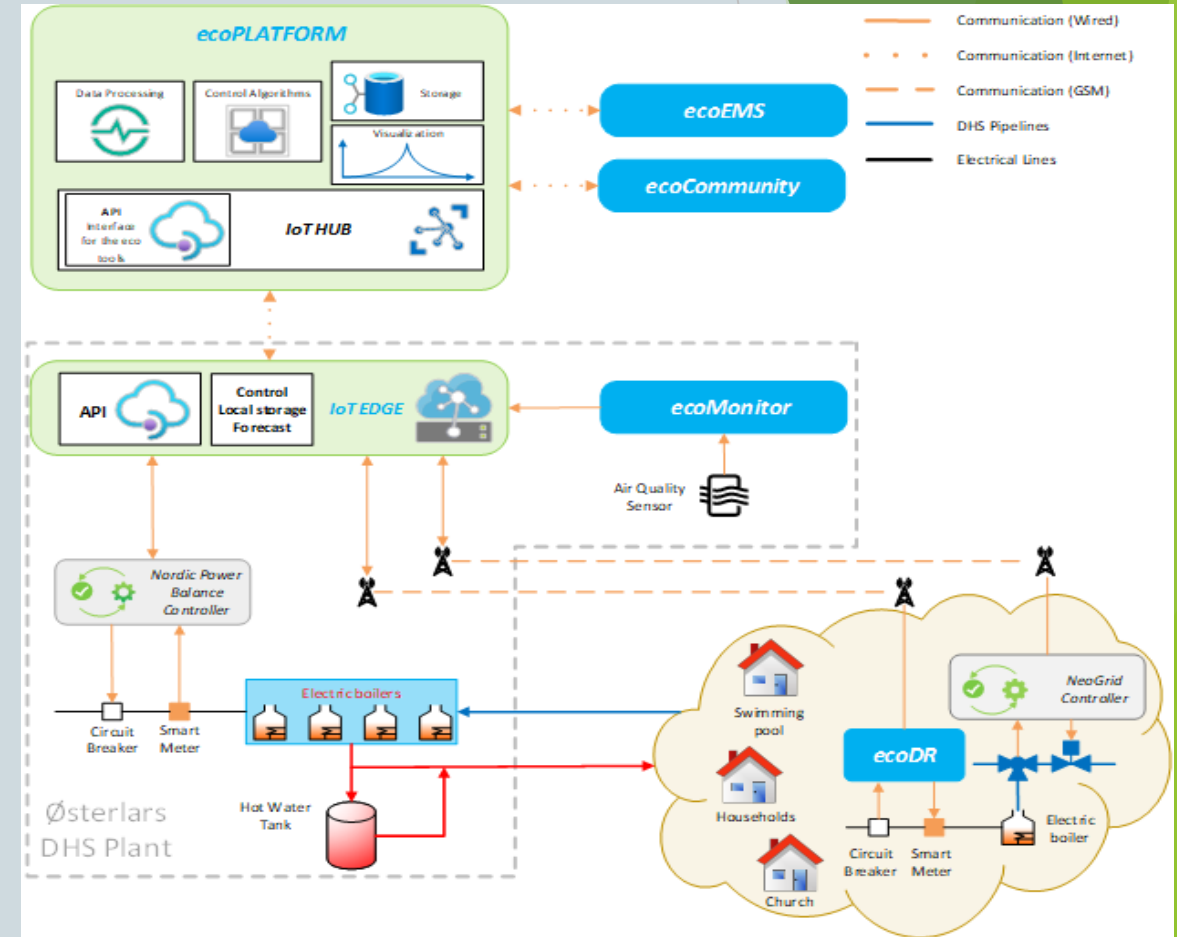 ecoPLATFORM
Data Processing
Control Algorithms
Storage
Visualization
API
Interface
for the eco
tools
IoT HUB
ecoEMS
ecoCommunity
Communication (Wired)
Communication (Internet)
Communication (GSM)
DHS Pipelines
Electrical Lines
API
Control
Local storage
Forecast
IoT EDGE
ecoMonitor
Air Quality
Sensor
Nordic Power
Balance
Controller
Circuit
Breaker
Smart
Meter
Electric boilers
Hot Water
Tank
Østerlars
DHS Plant
Swimming
pool
Households
Church
ecoDR
NeoGrid
Controller
Circuit
Breaker
Smart
Meter
Electric
boiler